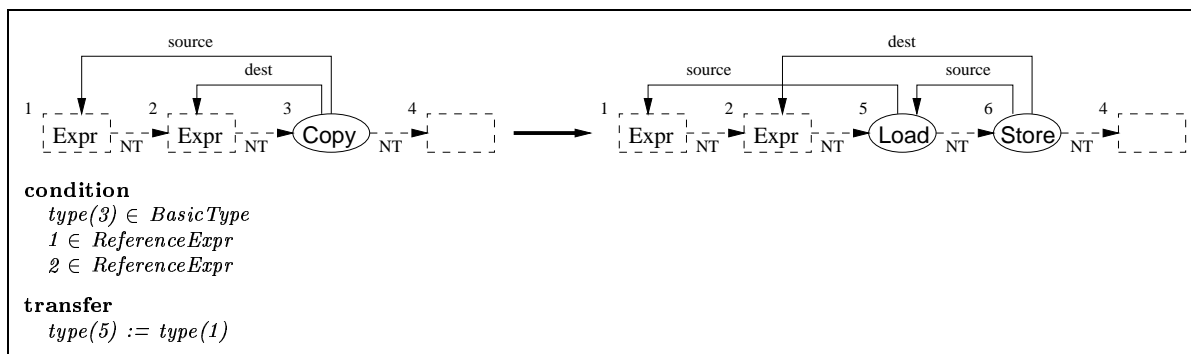 source dest
dest source source
1 2 3 4 1 2 5 6 4
Expr Expr Copy Expr Expr Load Store
NT NT NT NT NT NT NT
condition
type(3) ∈ BasicType
1 ∈ ReferenceExpr
2 ∈ ReferenceExpr
transfer
type(5) := type(1)